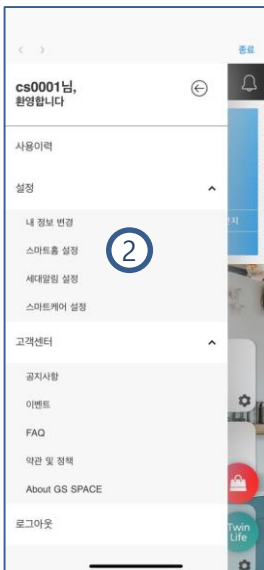 종료
cs0001님,
환영합니다
사용이력
설정
내 정보 변경
스마트홈 설정
2
세대알림 설정
스마트케어 설정
고객센터
공지사항
이벤트
FAQ
약관 및 정책
About GS SPACE
로그아웃
Twin
Life